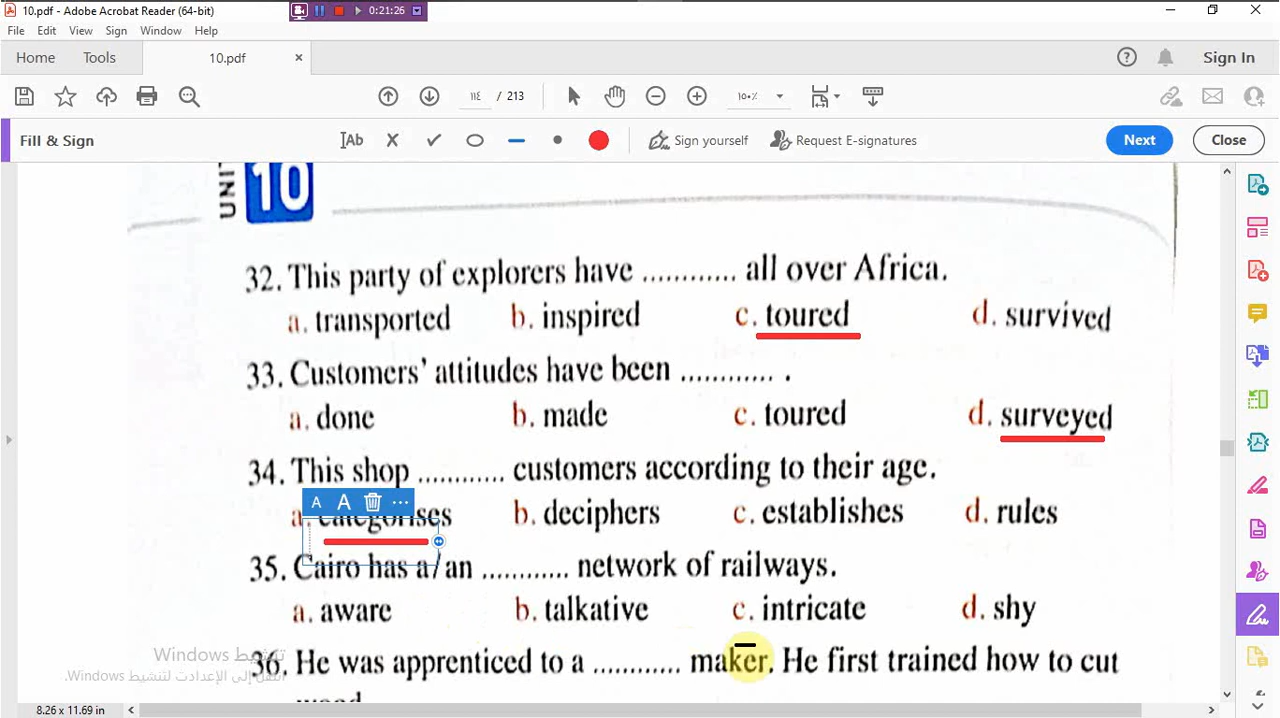 10.pdf - Adobe Acrobat Reader (64-bit)
0:21:26
File Edit View Sign Window Help
Home Tools 10.pdf Sign In
١١٤ / 213 ١٥٠٪
Fill & Sign Ab Sign yourself Request E-signatures Next Close
UNIT 10
32. This party of explorers have ............ all over Africa.
a. transported b. inspired c. toured d. survived
33. Customers' attitudes have been ............ .
a. done b. made c. toured d. surveyed
34. This shop ............ customers according to their age.
A A ...
a. categorises b. deciphers c. establishes d. rules
35. Cairo has a/ an ............ network of railways.
a. aware b. talkative c. intricate d. shy
تنشيط Windows
36. He was apprenticed to a ............ maker. He first trained how to cut
انتقل إلى الإعدادات لتنشيط Windows.
wood
8.26 x 11.69 in